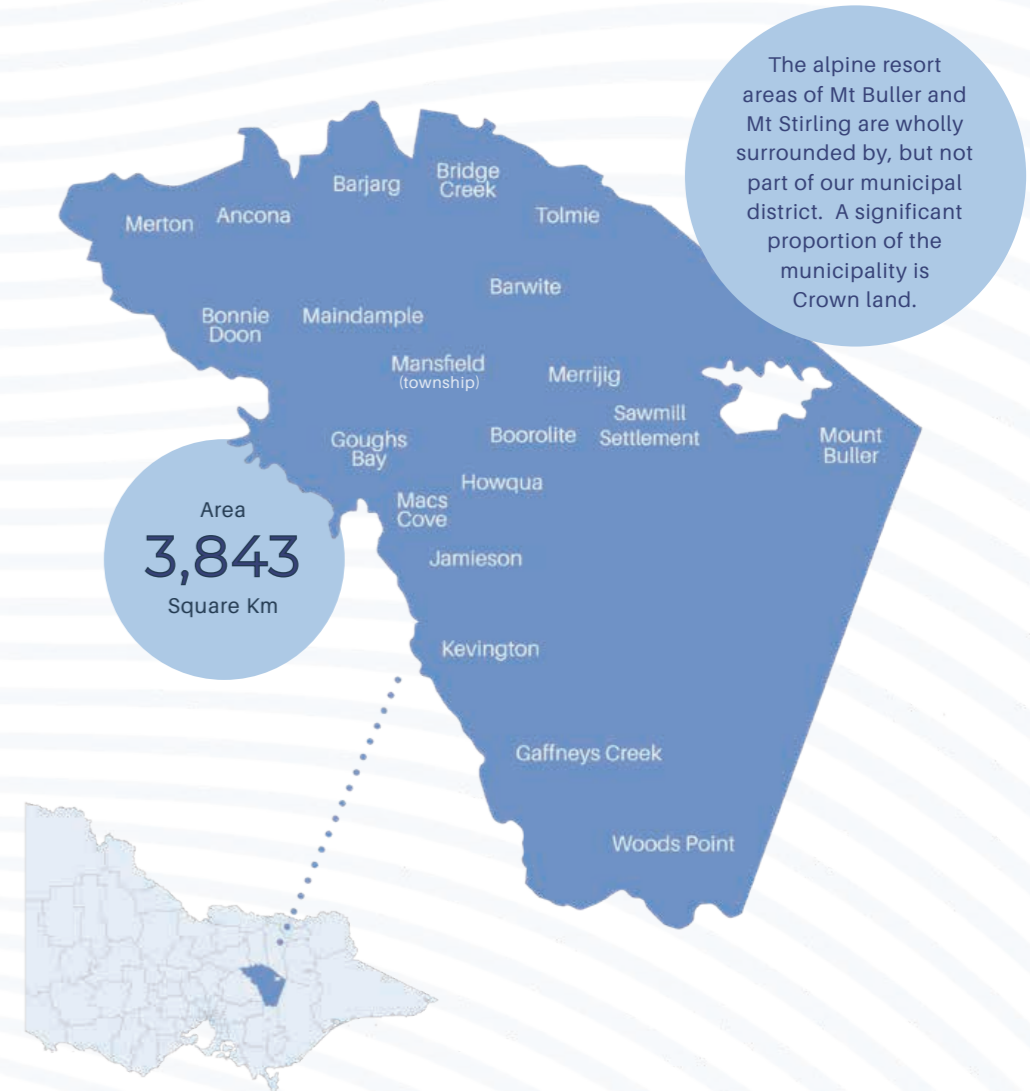 The alpine resort
areas of Mt Buller and
Mt Stirling are wholly
surrounded by, but not
part of our municipal
district. A significant
proportion of the
municipality is
Crown land.
Barjarg
Bridge
Creek
Merton
Ancona
Tolmie
Barwite
Bonnie
Doon
Maindample
Mansfield
(township)
Merrijig
Sawmill
Settlement
Goughs
Bay
Boorolite
Mount
Buller
Howqua
Macs
Cove
Area
3,843
Square Km
Jamieson
Kevington
Gaffneys Creek
Woods Point